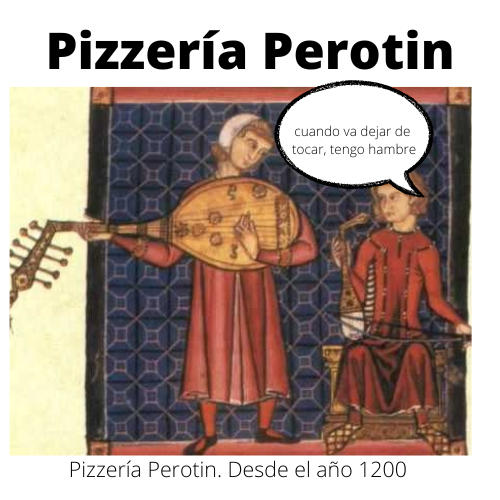 Pizzería Perotin
cuando va dejar de
tocar, tengo hambre
Pizzería Perotin. Desde el año 1200